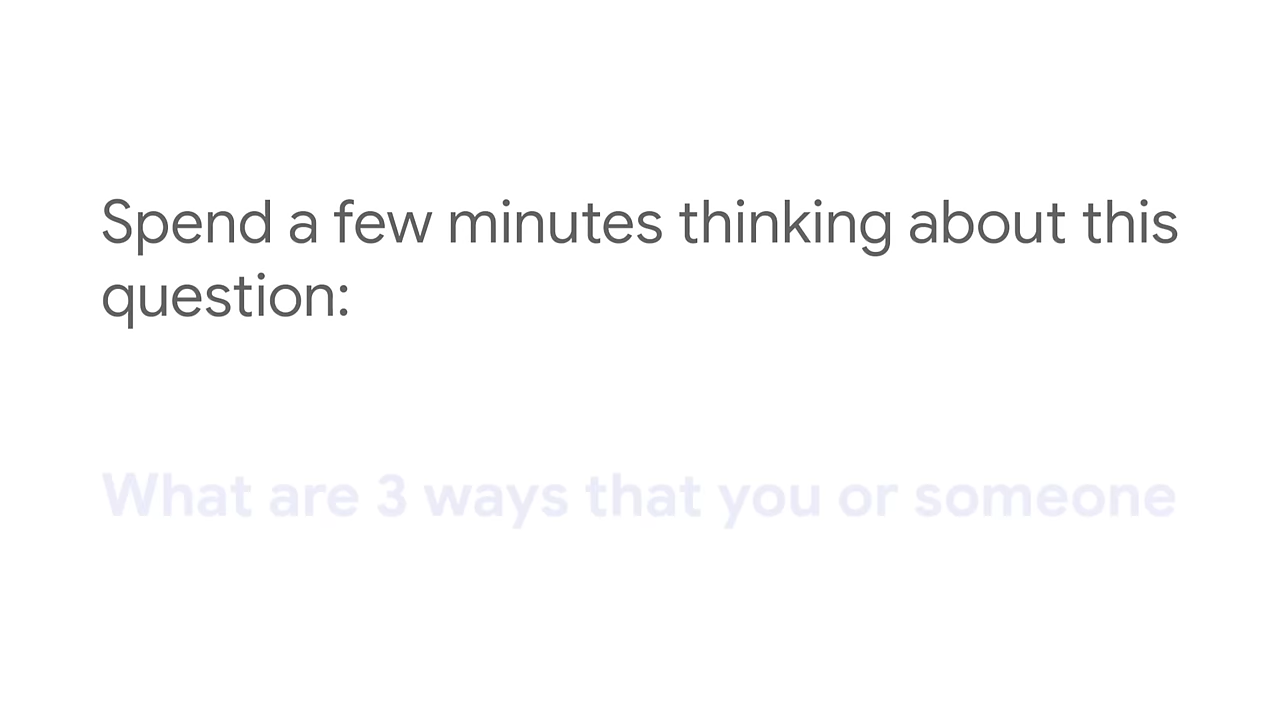 Spend a few minutes thinking about this
question:
What are 3 ways that you or someone